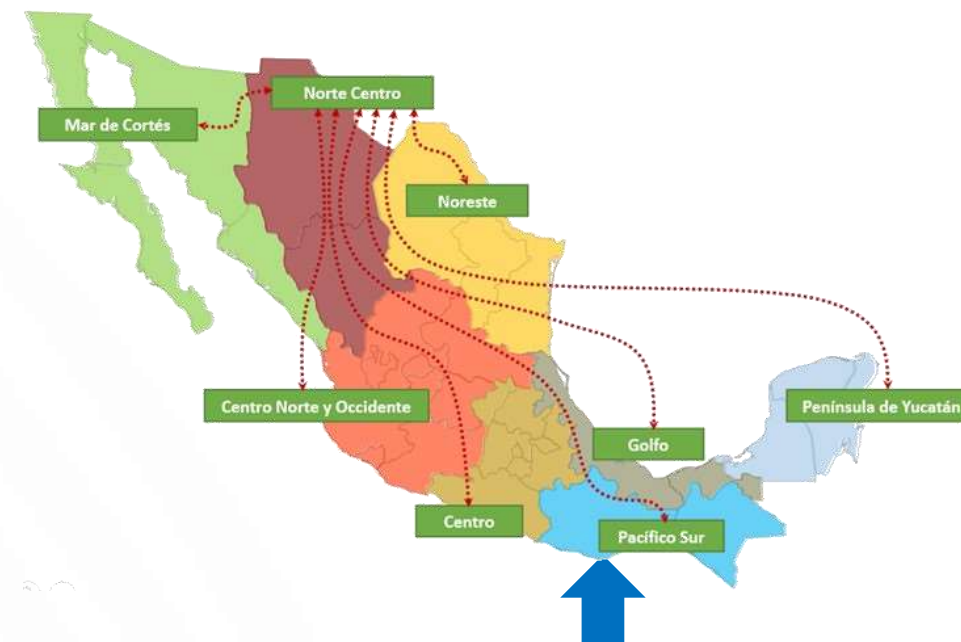 Norte Centro
Mar de Cortés
Noreste
Centro Norte y Occidente
Península de Yucatán
Golfo
Centro
Pacífico Sur